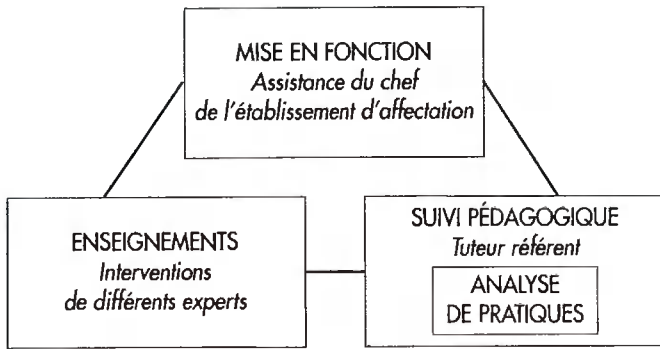 MISE EN FONCTION
Assistance du chef
de l'établissement d'affectation
ENSEIGNEMENTS
Interventions
de différents experts
SUIVI PÉDAGOGIQUE
Tuteur référent
ANALYSE
DE PRATIQUES